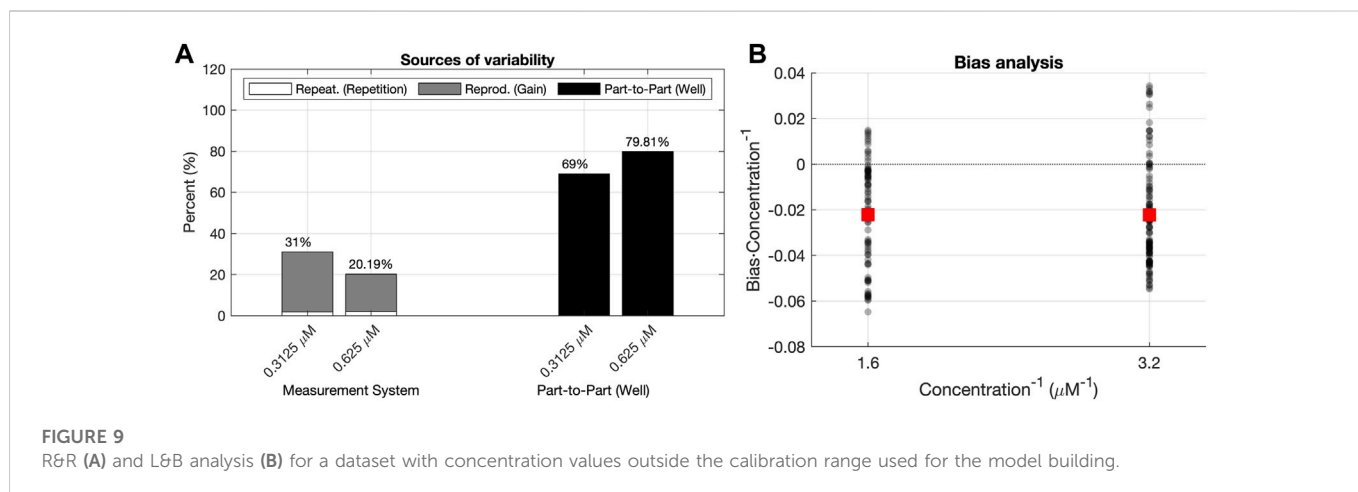 A
Sources of variability
120
100
80
60
40
20
0
Percent (%)
Repeat. (Repetition) Reprod. (Gain) Part-to-Part (Well)
31%
20.19%
69%
79.81%
0.3125 μM
0.625 μM
0.3125 μM
0.625 μM
Measurement System Part-to-Part (Well)
B
Bias analysis
0.04
0.02
0
-0.02
-0.04
-0.06
-0.08
Bias·Concentration⁻¹
1.6 3.2
Concentration⁻¹ (μM⁻¹)
FIGURE 9
R&R (A) and L&B analysis (B) for a dataset with concentration values outside the calibration range used for the model building.